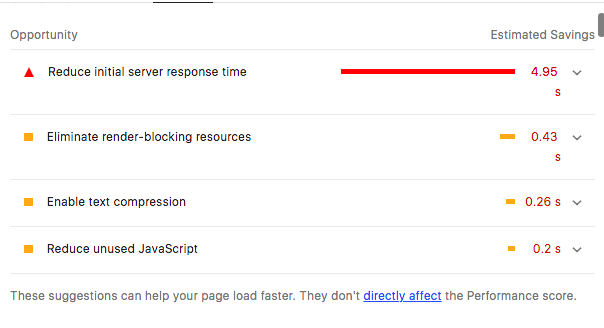 Opportunity Estimated Savings
Reduce initial server response time 4.95 s
Eliminate render-blocking resources 0.43 s
Enable text compression 0.26 s
Reduce unused JavaScript 0.2 s
These suggestions can help your page load faster. They don't directly affect the Performance score.